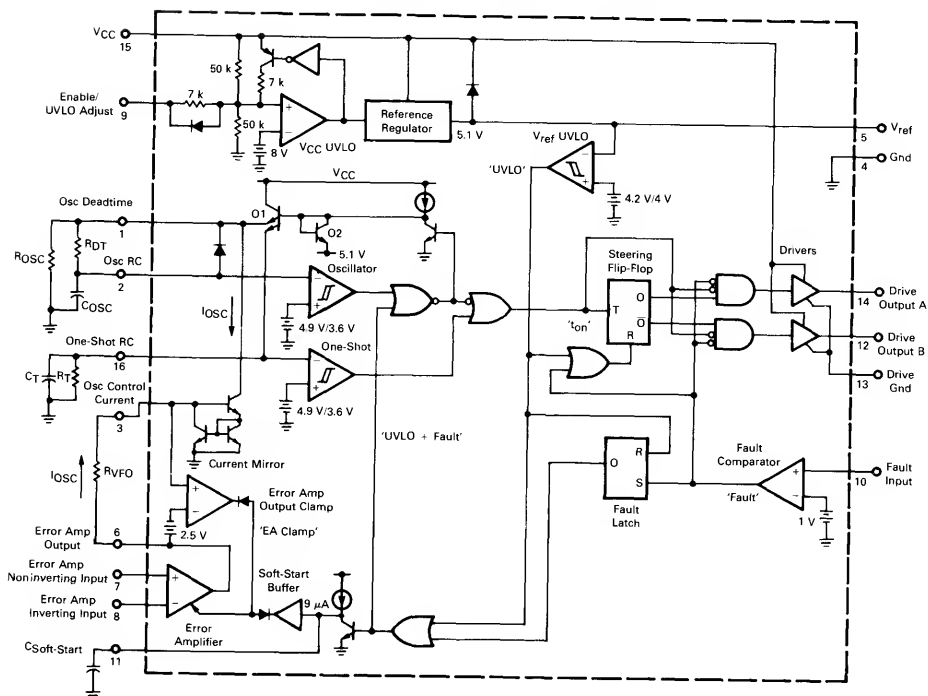 VCC
15
50 k
7 k
Enable/
UVLO Adjust
9
7 k
50 k
+
−
8 V
VCC UVLO
Reference
Regulator
5.1 V
Vref
5
Gnd
4
Vref UVLO
'UVLO'
−
+
4.2 V/4 V
VCC
Osc Deadtime
1
Q1
Q2
5.1 V
ROSC
RDT
Osc RC
2
COSC
IOSC
Oscillator
−
+
4.9 V/3.6 V
One-Shot RC
16
CT
RT
One-Shot
−
+
4.9 V/3.6 V
Osc Control
Current
3
Current Mirror
'ton'
Steering
Flip-Flop
T
Q
Q̅
R
Drivers
14
Drive
Output A
12
Drive
Output B
13
Drive
Gnd
'UVLO + Fault'
IOSC
RVFO
+
−
2.5 V
Error Amp
Output Clamp
'EA Clamp'
Q
R
S
Fault
Latch
Fault
Comparator
'Fault'
+
−
1 V
10
Fault
Input
Error Amp
Output
6
Error Amp
Noninverting Input
7
+
Error Amp
Inverting Input
8
−
Error
Amplifier
Soft-Start
Buffer
9 μA
CSoft-Start
11